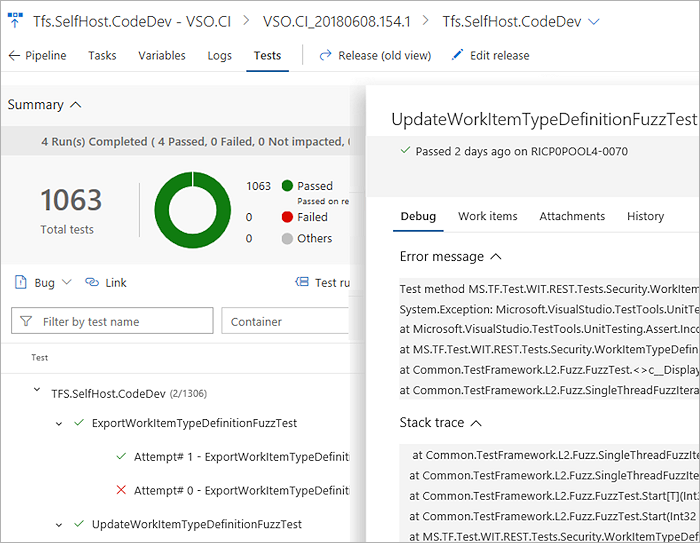 Tfs.SelfHost.CodeDev - VSO.CI > VSO.CI_20180608.154.1 > Tfs.SelfHost.CodeDev
Pipeline Tasks Variables Logs Tests Release (old view) Edit release
Summary
4 Run(s) Completed ( 4 Passed, 0 Failed, 0 Not impacted,
1063
Total tests
1063 Passed
Passed on re
0 Failed
0 Others
Bug Link Test ru
Filter by test name Container
Test
TFS.SelfHost.CodeDev (2/1306)
ExportWorkItemTypeDefinitionFuzzTest
Attempt# 1 - ExportWorkItemTypeDefiniti
Attempt# 0 - ExportWorkItemTypeDefiniti
UpdateWorkItemTypeDefinitionFuzzTest
UpdateWorkItemTypeDefinitionFuzzTest
Passed 2 days ago on RICP0POOL4-0070
Debug Work items Attachments History
Error message
Test method MS.TF.Test.WIT.REST.Tests.Security.WorkItem
System.Exception: Microsoft.VisualStudio.TestTools.UnitTe
at Microsoft.VisualStudio.TestTools.UnitTesting.Assert.Inco
at MS.TF.Test.WIT.REST.Tests.Security.WorkItemTypeDefin
at Common.TestFramework.L2.Fuzz.FuzzTest.<>c__Display
at Common.TestFramework.L2.Fuzz.SingleThreadFuzzItera
Stack trace
at Common.TestFramework.L2.Fuzz.SingleThreadFuzzIte
at Common.TestFramework.L2.Fuzz.SingleThreadFuzzIte
at Common.TestFramework.L2.Fuzz.FuzzTest.Start[T](Int3
at Common.TestFramework.L2.Fuzz.FuzzTest.Start(Int32
at MS.TF.Test.WIT.REST.Tests.Security.WorkItemTypeDef